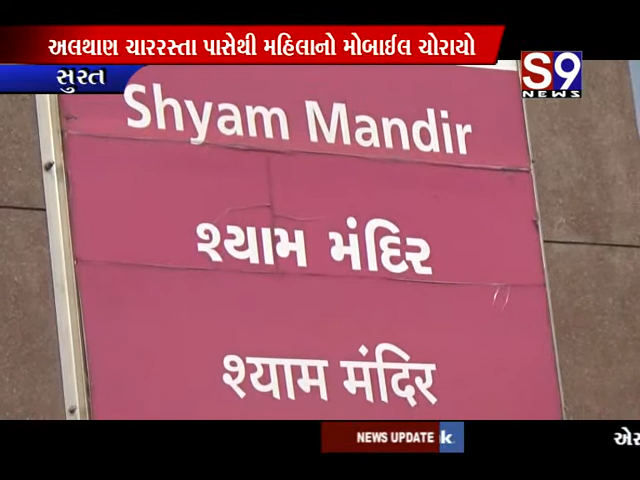 અલથાણ ચારરસ્તા પાસેથી મહિલાનો મોબાઈલ ચોરાયો
સુરત
S9
NEWS
Shyam Mandir
શ્યામ મંદિર
श्याम मंदिर
NEWS UPDATE